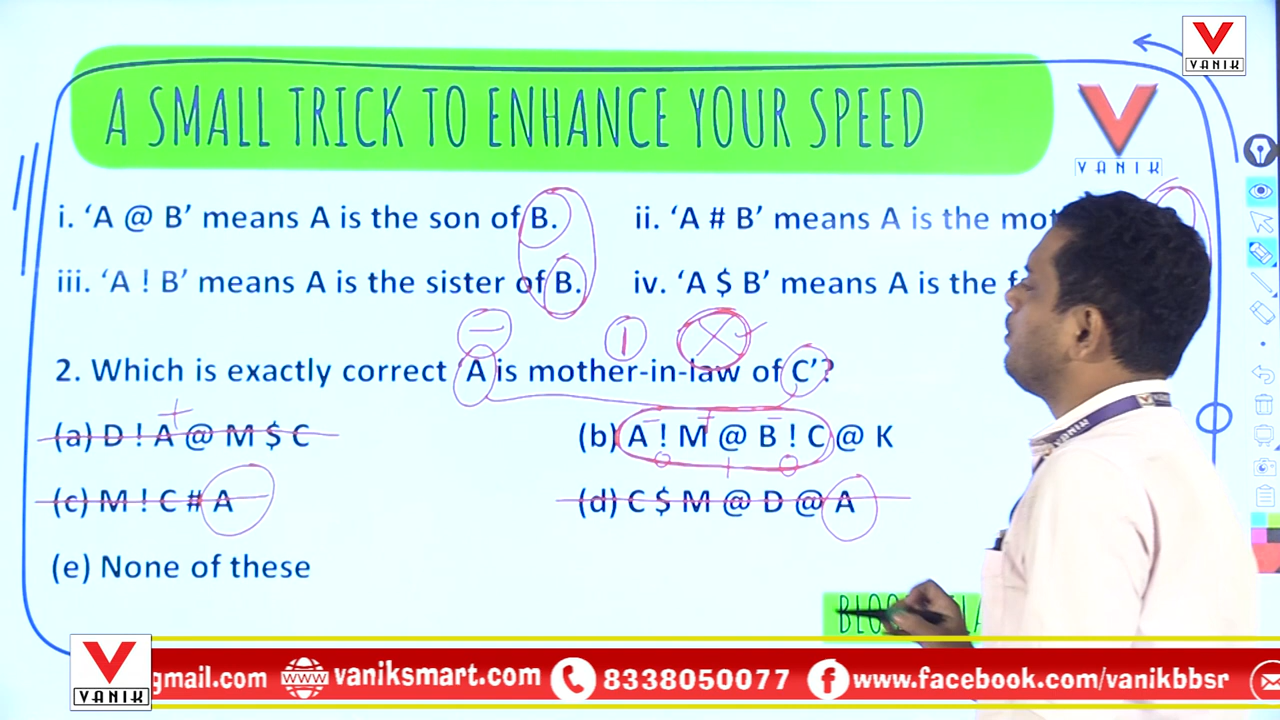 VANIK
A SMALL TRICK TO ENHANCE YOUR SPEED
VANIK
i. ‘A @ B’ means A is the son of B.
ii. ‘A # B’ means A is the
iii. ‘A ! B’ means A is the sister of B.
iv. ‘A $ B’ means A is the
2. Which is exactly correct ‘A is mother-in-law of C’?
(a) D ! A @ M $ C
(b) A ! M @ B ! C @ K
(c) M ! C # A
(d) C $ M @ D @ A
(e) None of these
VANIK
gmail.com
www
vaniksmart.com
8338050077
www.facebook.com/vanikbbsr